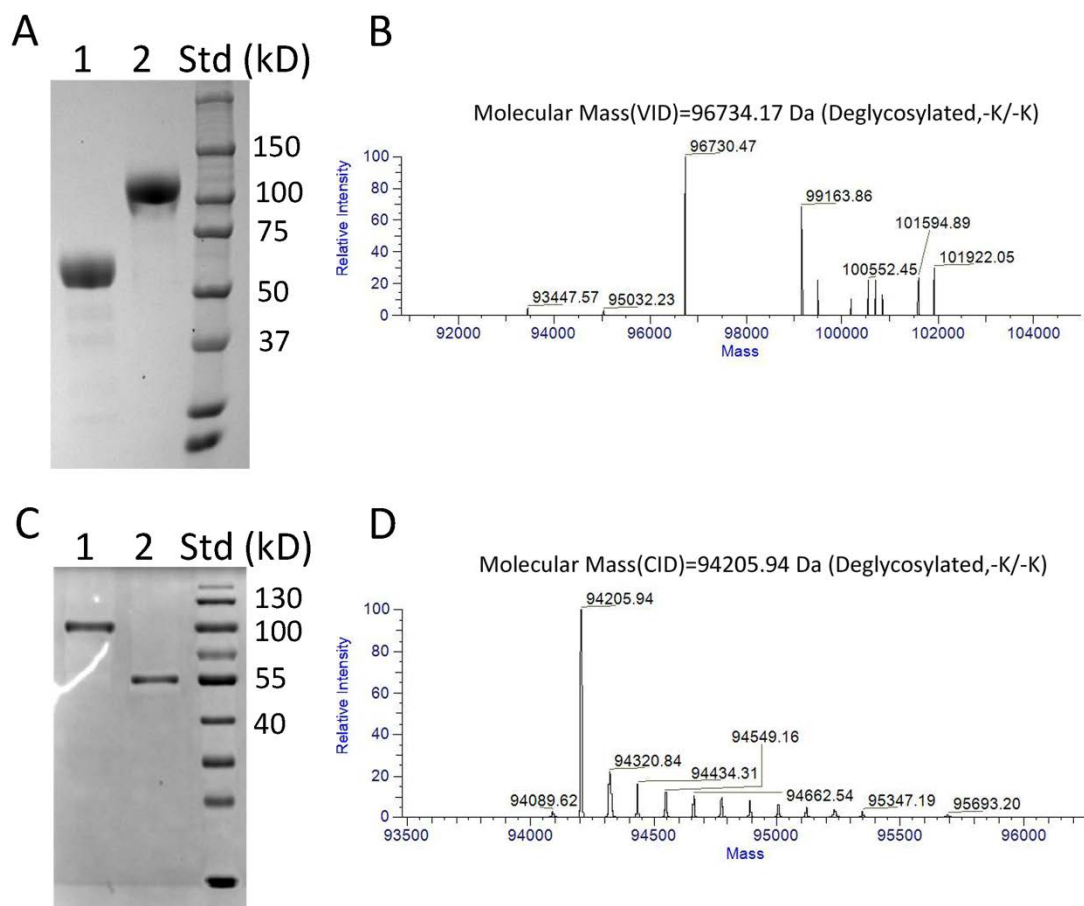 A
1 2 Std (kD)
150
100
75
50
37
B
Molecular Mass(VID)=96734.17 Da (Deglycosylated,-K/-K)
Relative Intensity
100
80
60
40
20
0
96730.47
99163.86
101594.89
100552.45
101922.05
93447.57
95032.23
92000 94000 96000 98000 100000 102000 104000
Mass
C
1 2 Std (kD)
130
100
55
40
D
Molecular Mass(CID)=94205.94 Da (Deglycosylated,-K/-K)
Relative Intensity
100
80
60
40
20
0
94205.94
94549.16
94320.84
94434.31
94089.62
94662.54
95347.19
95693.20
93500 94000 94500 95000 95500 96000
Mass